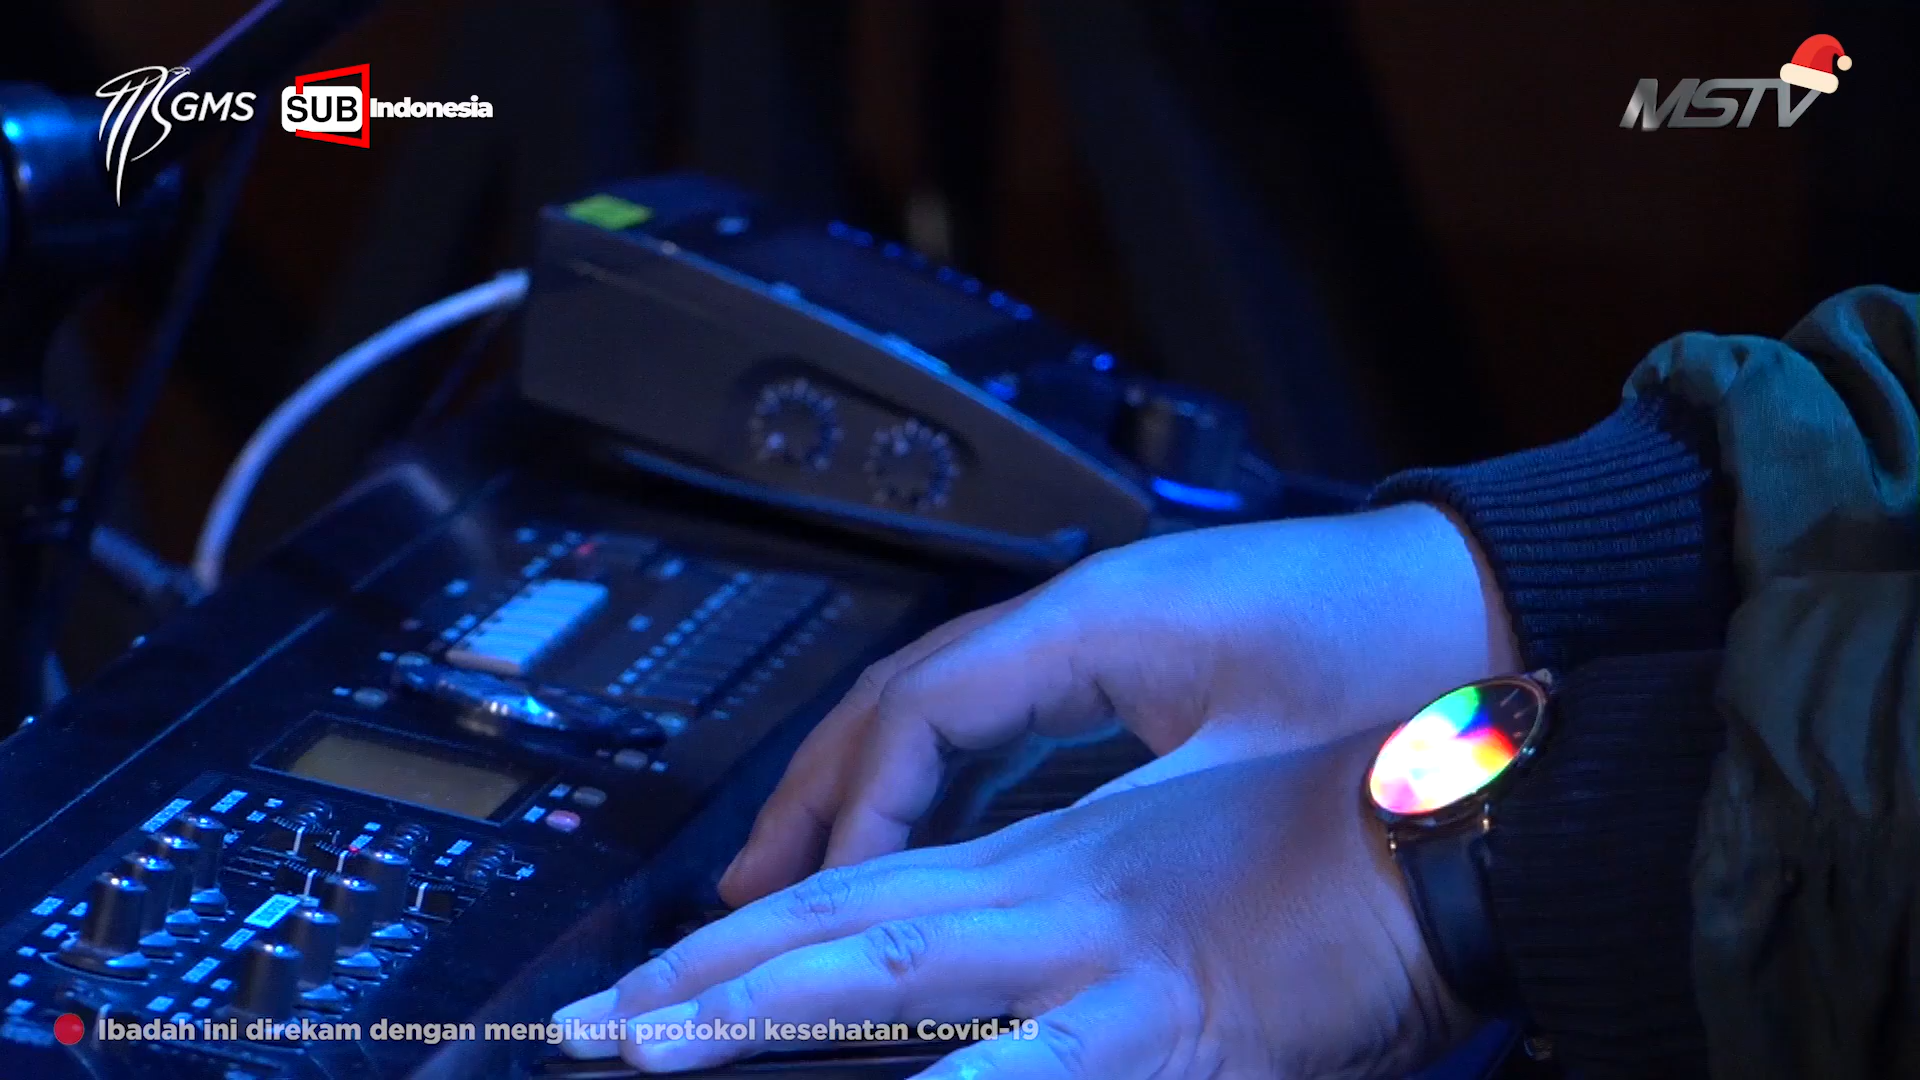 GMS
SUB Indonesia
MSTV
Ibadah ini direkam dengan mengikuti protokol kesehatan Covid-19